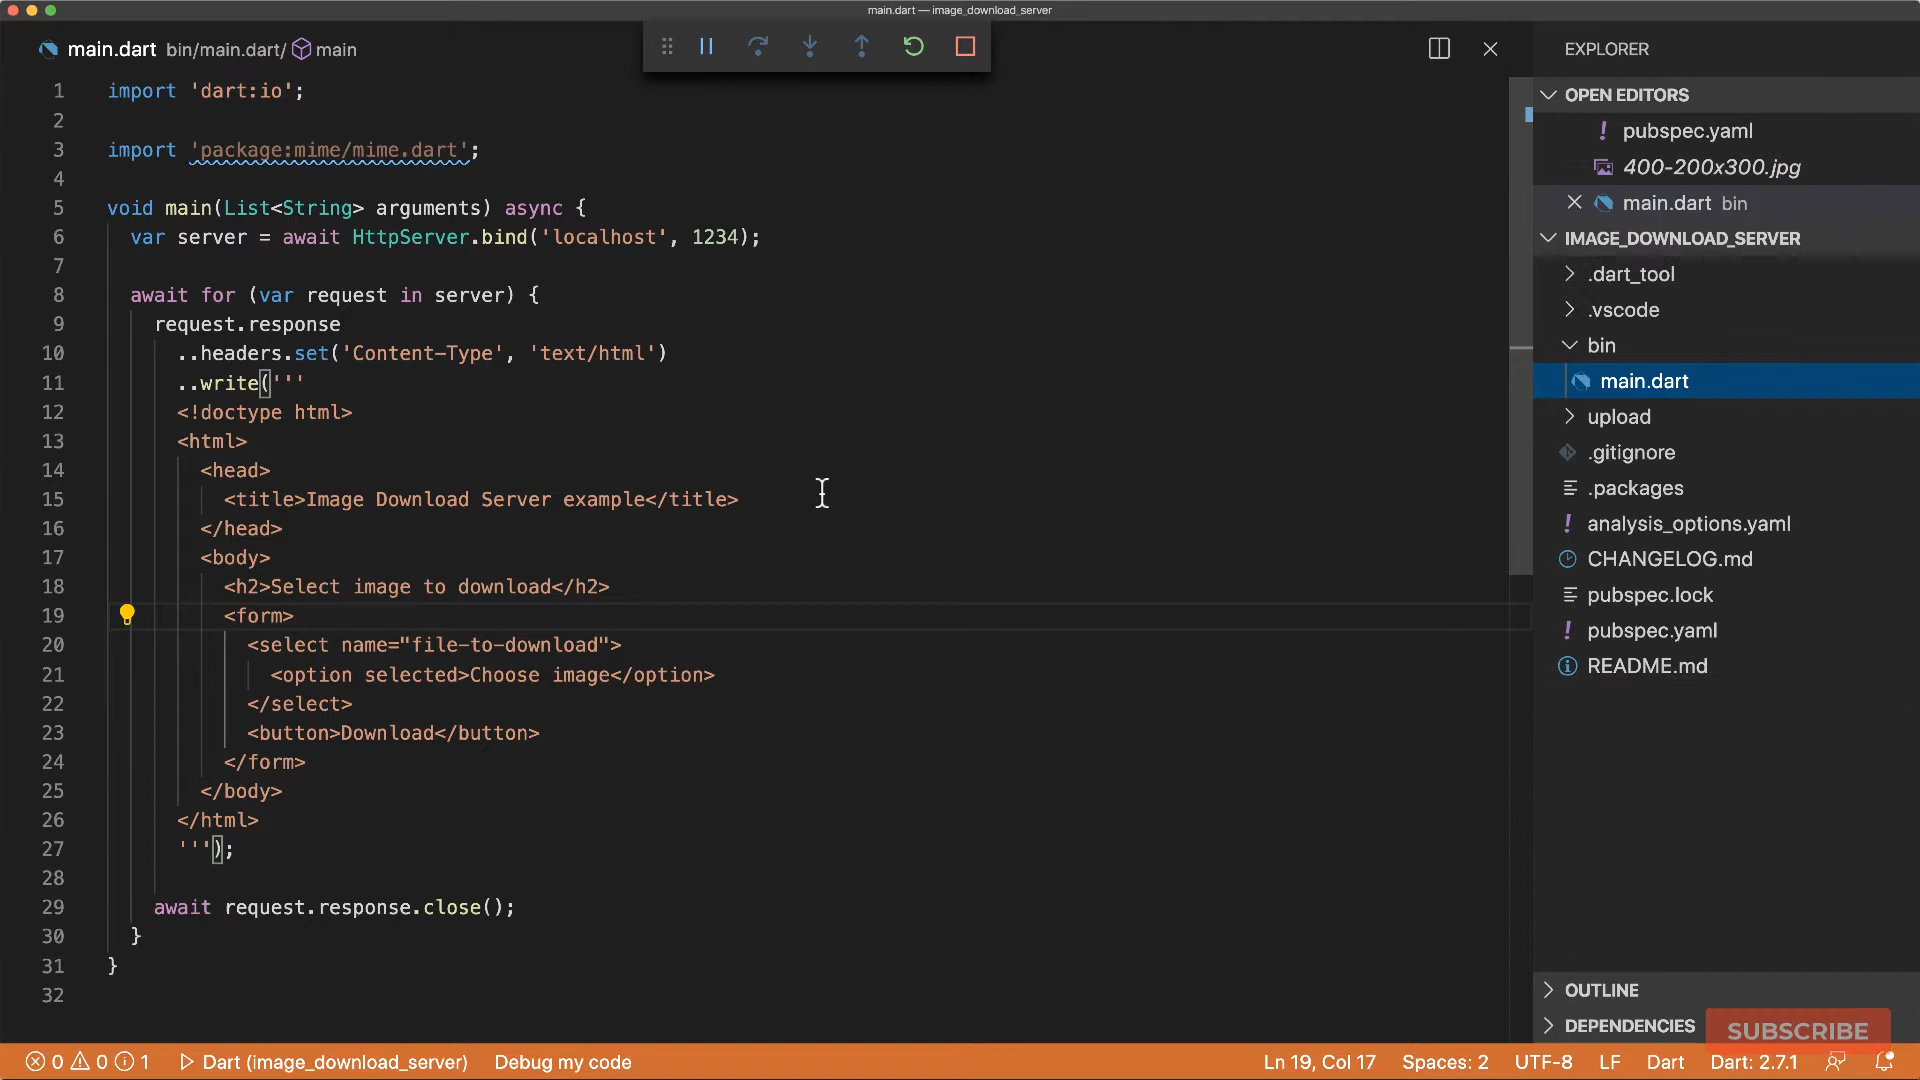 main.dart — image_download_server
main.dart bin/main.dart/ main
1 import 'dart:io';
2
3 import 'package:mime/mime.dart';
4
5 void main(List<String> arguments) async {
6 var server = await HttpServer.bind('localhost', 1234);
7
8 await for (var request in server) {
9 request.response
10 ..headers.set('Content-Type', 'text/html')
11 ..write('''
12 <!doctype html>
13 <html>
14 <head>
15 <title>Image Download Server example</title>
16 </head>
17 <body>
18 <h2>Select image to download</h2>
19 <form>
20 <select name="file-to-download">
21 <option selected>Choose image</option>
22 </select>
23 <button>Download</button>
24 </form>
25 </body>
26 </html>
27 ''');
28
29 await request.response.close();
30 }
31 }
32
EXPLORER
OPEN EDITORS
! pubspec.yaml
400-200x300.jpg
main.dart bin
IMAGE_DOWNLOAD_SERVER
.dart_tool
.vscode
bin
main.dart
upload
.gitignore
.packages
! analysis_options.yaml
CHANGELOG.md
pubspec.lock
! pubspec.yaml
README.md
OUTLINE
DEPENDENCIES
SUBSCRIBE
0 0 1 Dart (image_download_server) Debug my code Ln 19, Col 17 Spaces: 2 UTF-8 LF Dart Dart: 2.7.1